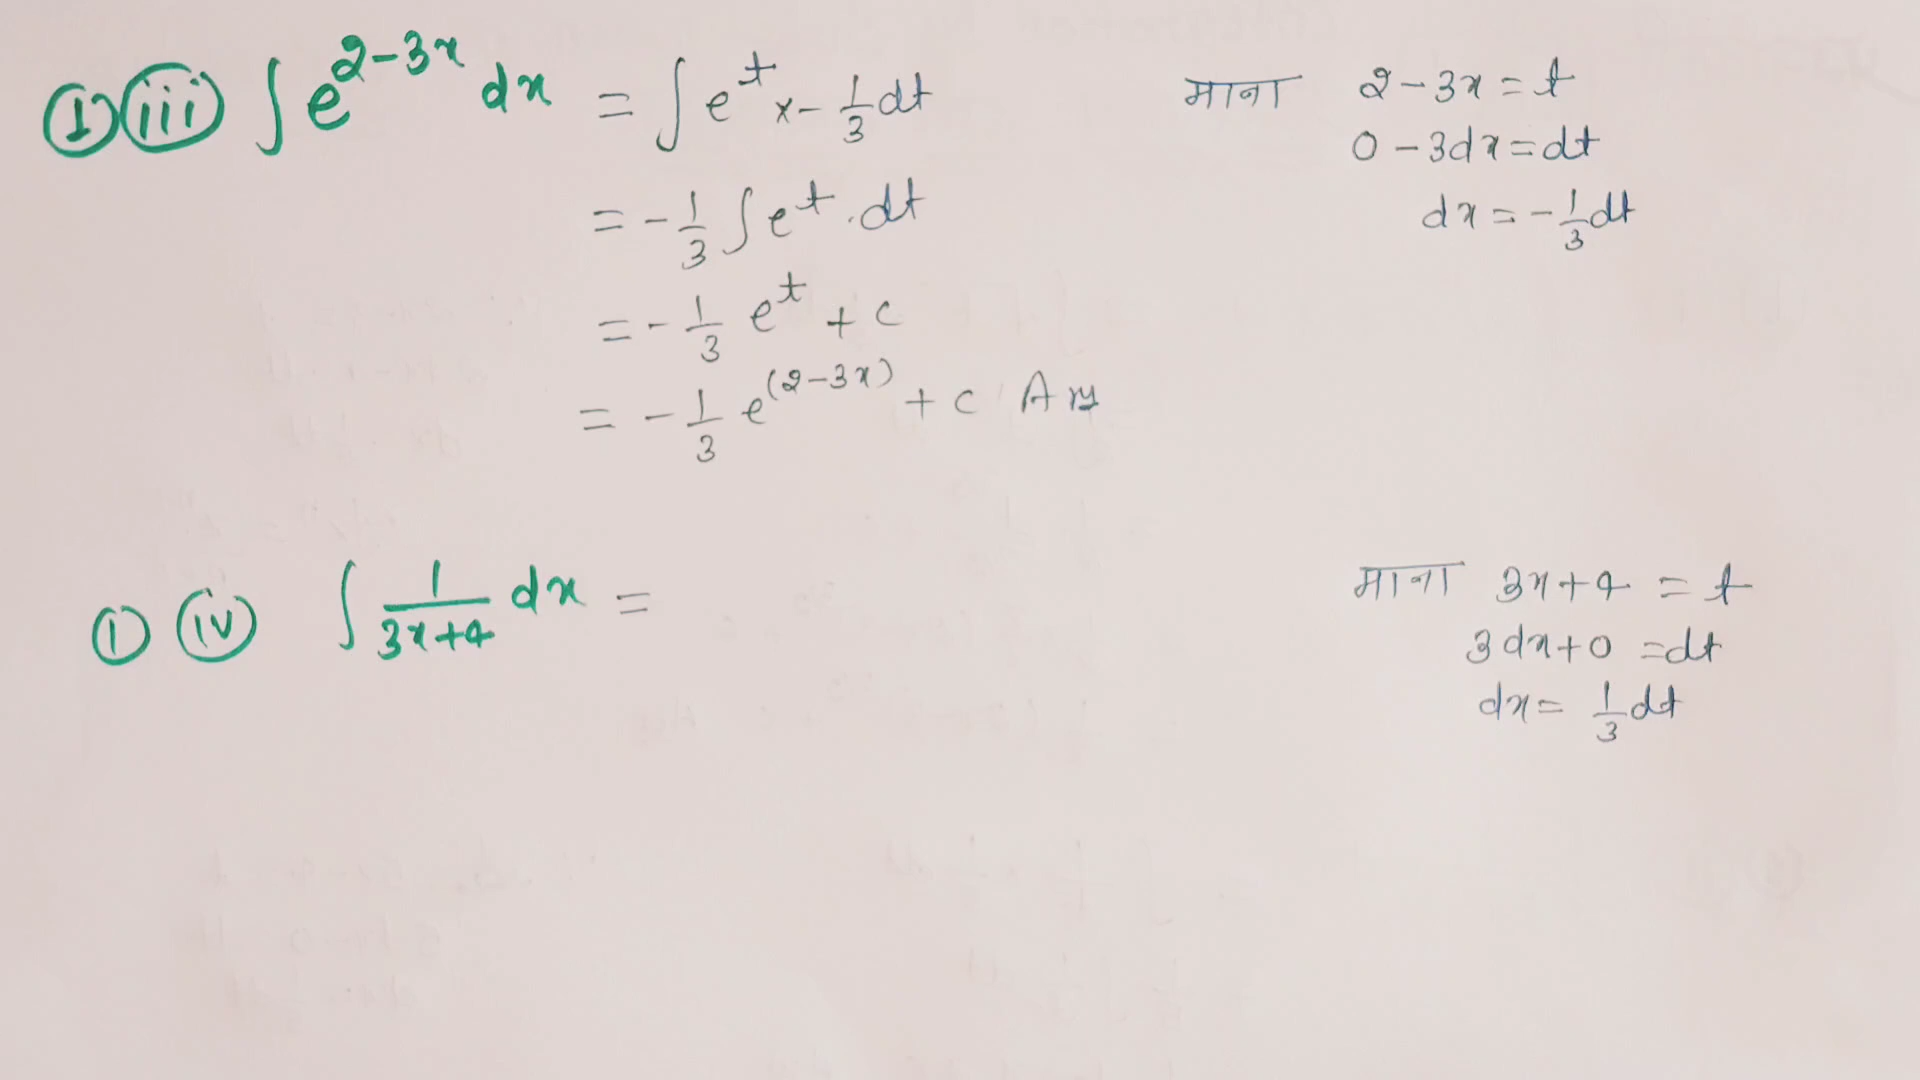 ① (iii) ∫ e^(2-3x) dx = ∫ e^t × -1/3 dt माना 2-3x = t
0 - 3dx = dt
= -1/3 ∫ e^t . dt dx = -1/3 dt
= -1/3 e^t + c
= -1/3 e^(2-3x) + c Ans
① (iv) ∫ 1/(3x+4) dx = माना 3x+4 = t
3dx+0 = dt
dx = 1/3 dt